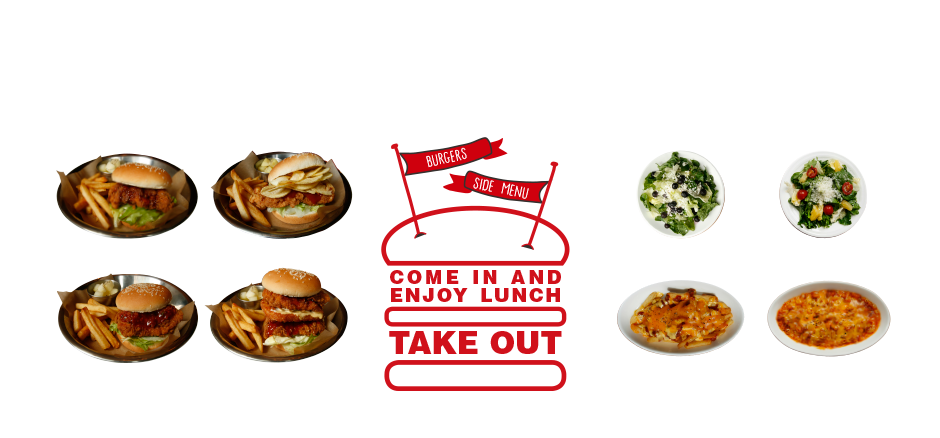 BURGERS
SIDE MENU
COME IN AND
ENJOY LUNCH
TAKE OUT